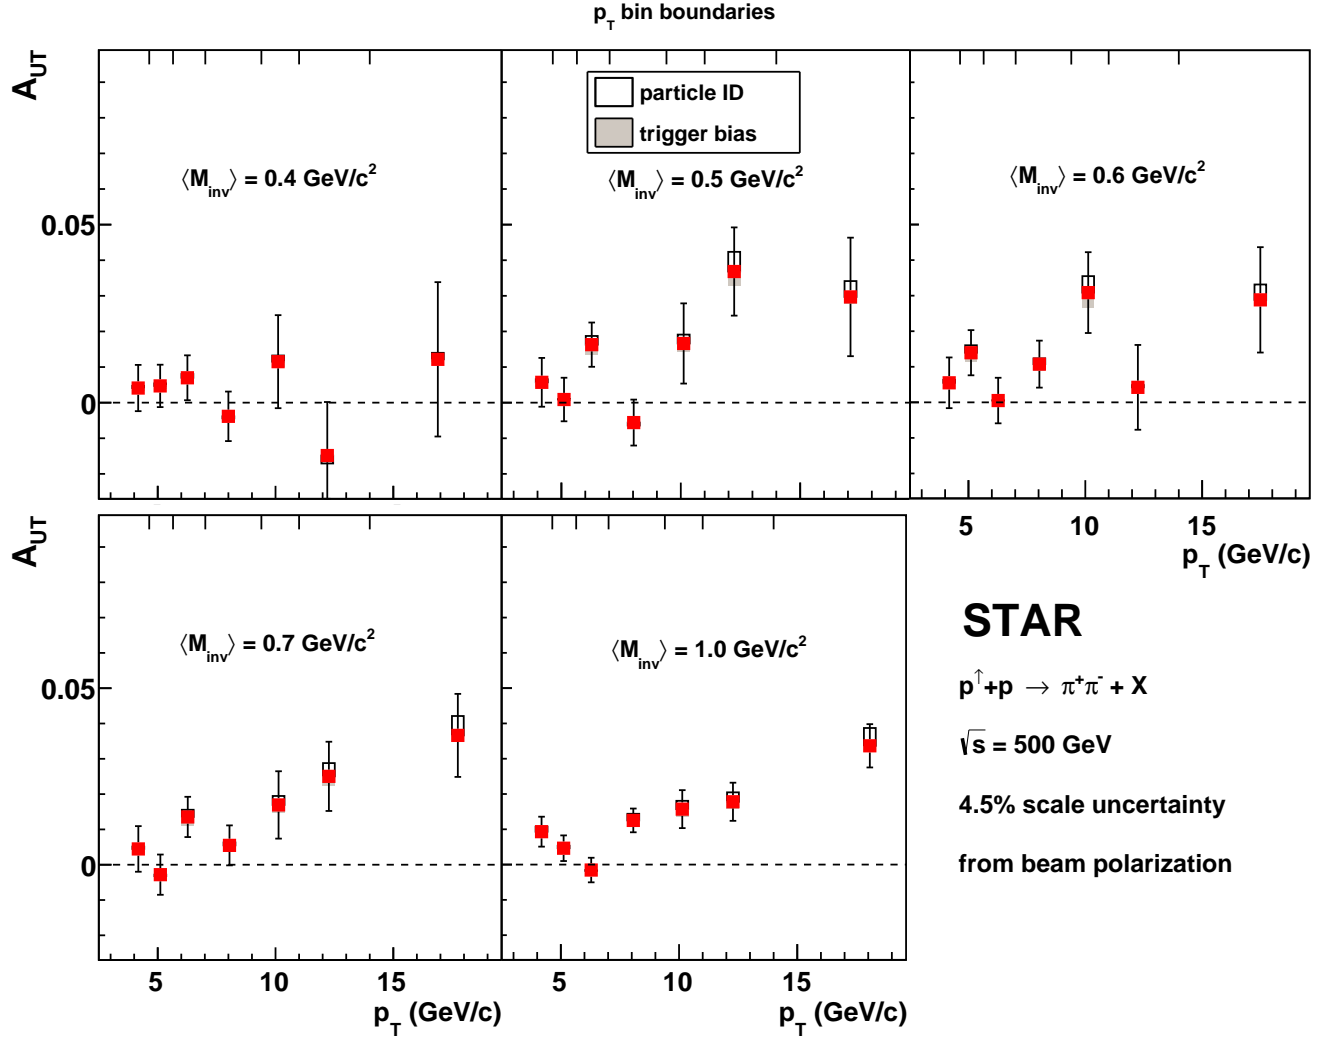 p_T bin boundaries
A_UT
particle ID
trigger bias
⟨M_inv⟩ = 0.4 GeV/c²
⟨M_inv⟩ = 0.5 GeV/c²
⟨M_inv⟩ = 0.6 GeV/c²
0.05
0
5 10 15
p_T (GeV/c)
A_UT
⟨M_inv⟩ = 0.7 GeV/c²
⟨M_inv⟩ = 1.0 GeV/c²
0.05
0
5 10 15
5 10 15
p_T (GeV/c)
p_T (GeV/c)
STAR
p^↑+p → π⁺π⁻ + X
√s = 500 GeV
4.5% scale uncertainty
from beam polarization